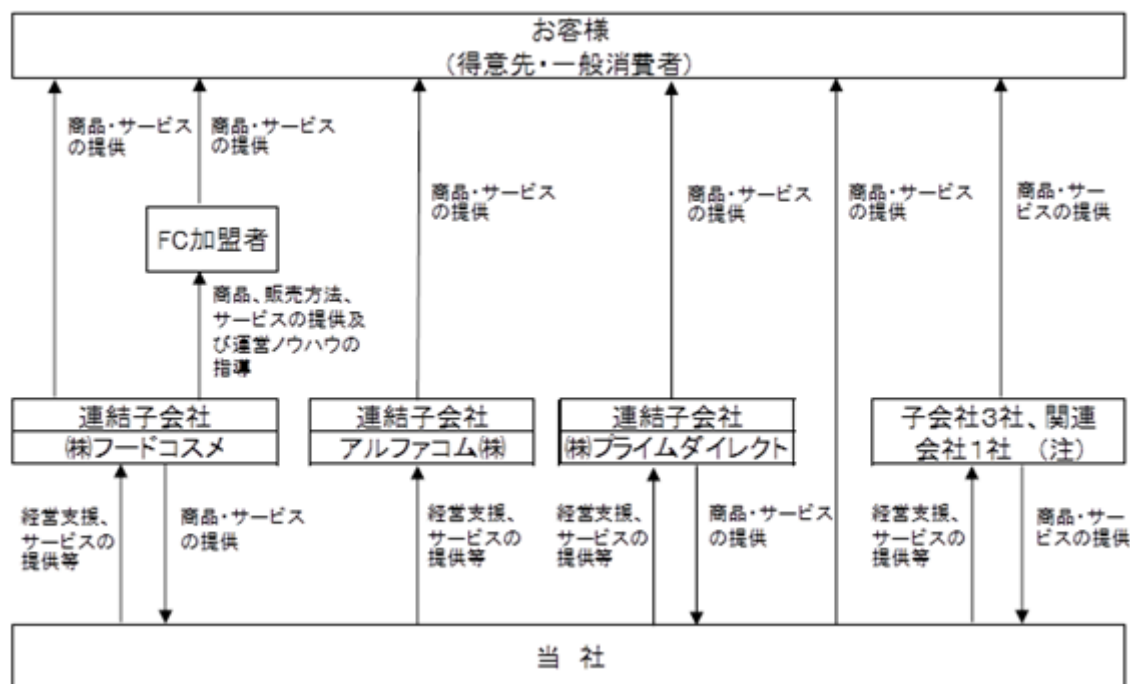 お客様
(得意先・一般消費者)
商品・サービス
の提供
商品・サービス
の提供
商品・サービス
の提供
商品・サービス
の提供
商品・サービス
の提供
商品・サー
ビスの提供
FC加盟者
商品、販売方法、
サービスの提供及
び運営ノウハウの
指導
連結子会社
㈱フードコスメ
連結子会社
アルファコム㈱
連結子会社
㈱プライムダイレクト
子会社3社、関連
会社1社 (注)
経営支援、
サービスの
提供等
商品・サービス
の提供
経営支援、
サービスの
提供等
経営支援、
サービスの
提供等
商品・サービス
の提供
経営支援、
サービスの
提供等
商品・サー
ビスの提供
当 社